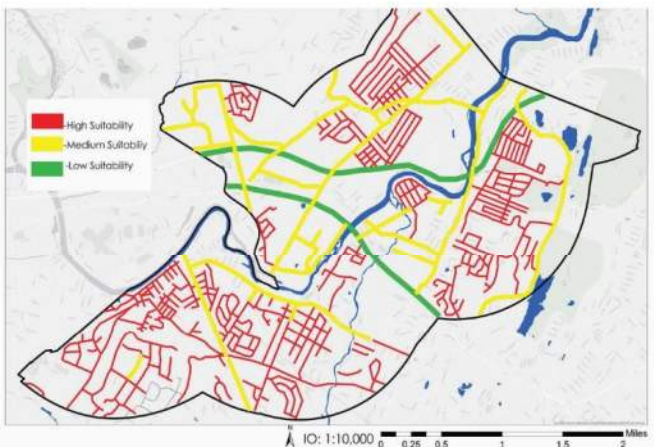 -High Suitability
-Medium Suitability
-Low Suitability
N
IO: 1:10,000
0 0.25 0.5 1 1.5 2 Miles